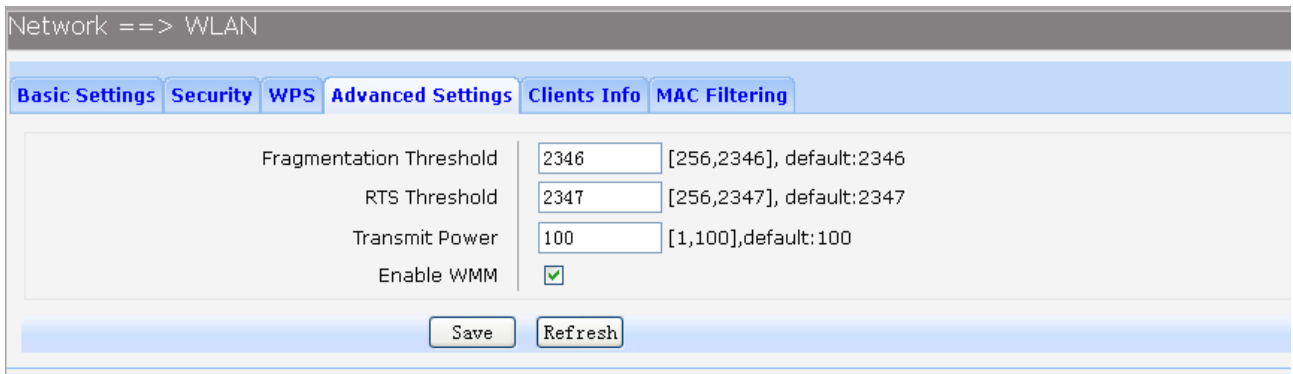 Network ==> WLAN
Basic Settings Security WPS Advanced Settings Clients Info MAC Filtering
Fragmentation Threshold 2346 [256,2346], default:2346
RTS Threshold 2347 [256,2347], default:2347
Transmit Power 100 [1,100],default:100
Enable WMM
Save Refresh